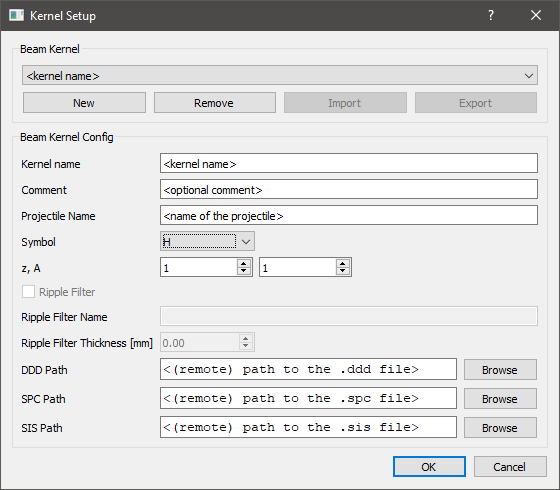 Kernel Setup
?
Beam Kernel
<kernel name>
New Remove Import Export
Beam Kernel Config
Kernel name <kernel name>
Comment <optional comment>
Projectile Name <name of the projectile>
Symbol H
z, A 1 1
Ripple Filter
Ripple Filter Name
Ripple Filter Thickness [mm] 0.00
DDD Path <(remote) path to the .ddd file> Browse
SPC Path <(remote) path to the .spc file> Browse
SIS Path <(remote) path to the .sis file> Browse
OK Cancel